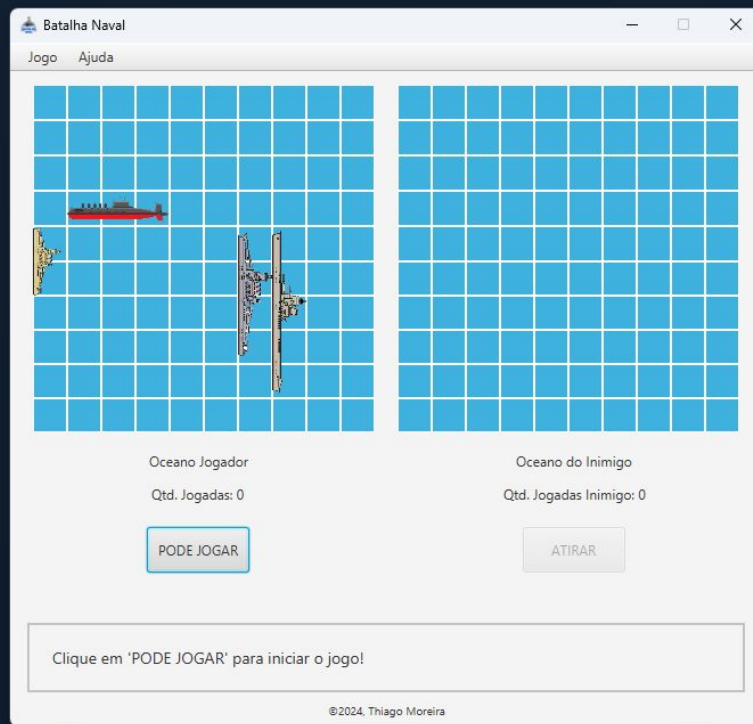 Batalha Naval
Jogo Ajuda
Oceano Jogador
Oceano do Inimigo
Qtd. Jogadas: 0
Qtd. Jogadas Inimigo: 0
PODE JOGAR
ATIRAR
Clique em 'PODE JOGAR' para iniciar o jogo!
©2024, Thiago Moreira